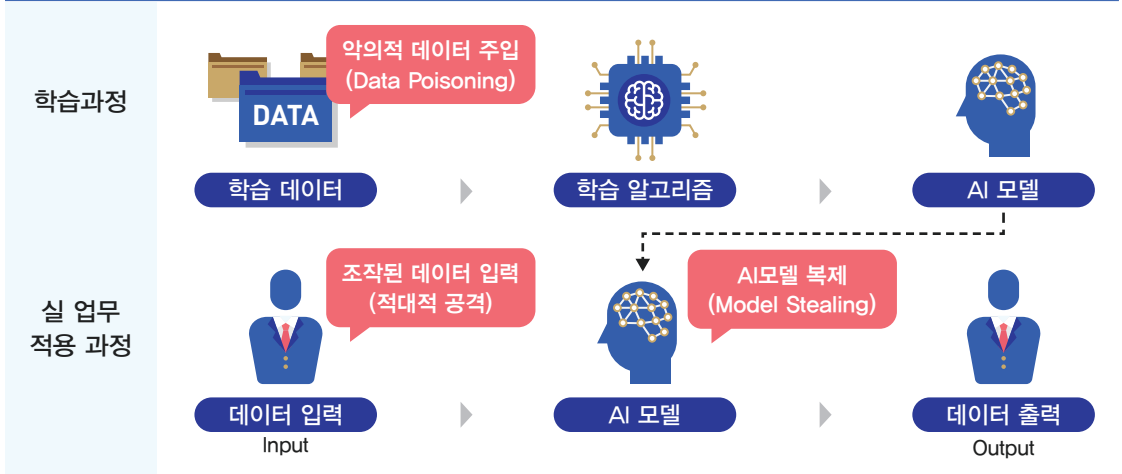 학습과정
악의적 데이터 주입
(Data Poisoning)
DATA
학습 데이터
학습 알고리즘
AI 모델
실 업무
적용 과정
조작된 데이터 입력
(적대적 공격)
AI모델 복제
(Model Stealing)
데이터 입력
Input
AI 모델
데이터 출력
Output